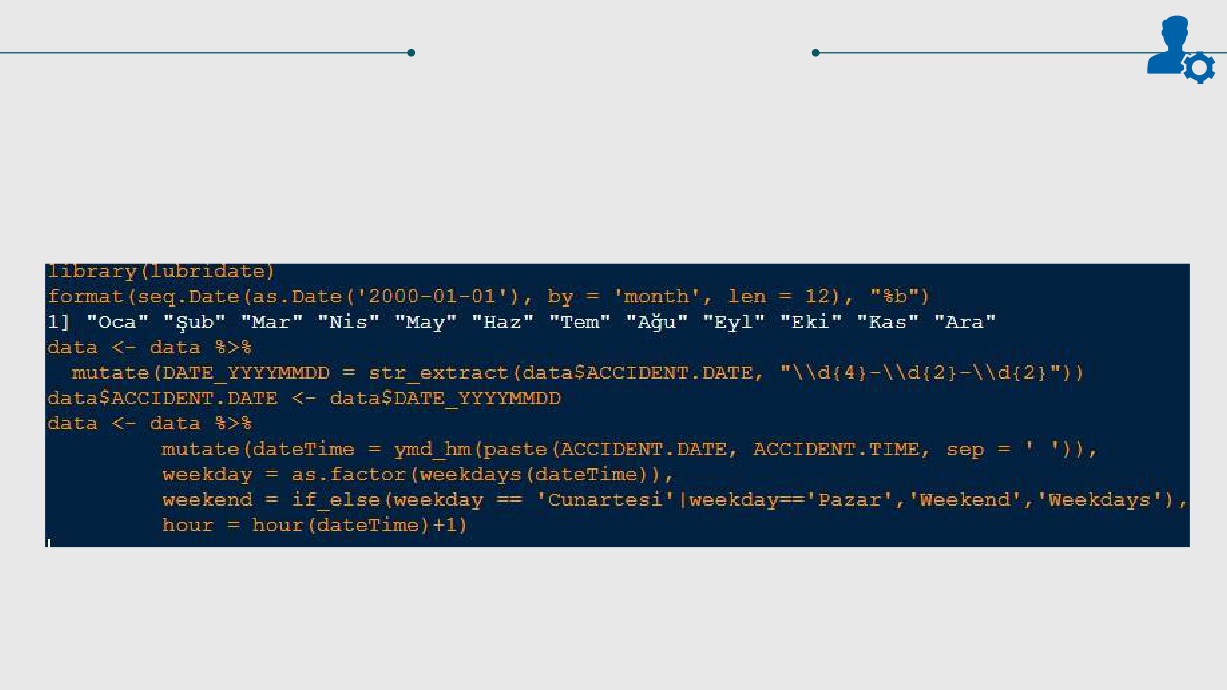 library(lubridate)
format(seq.Date(as.Date('2000-01-01'), by = 'month', len = 12), "%b")
1] "Oca" "Şub" "Mar" "Nis" "May" "Haz" "Tem" "Ağu" "Eyl" "Eki" "Kas" "Ara"
data <- data %>%
  mutate(DATE_YYYYMMDD = str_extract(data$ACCIDENT.DATE, "\\d{4}-\\d{2}-\\d{2}"))
data$ACCIDENT.DATE <- data$DATE_YYYYMMDD
data <- data %>%
         mutate(dateTime = ymd_hm(paste(ACCIDENT.DATE, ACCIDENT.TIME, sep = ' ')),
         weekday = as.factor(weekdays(dateTime)),
         weekend = if_else(weekday == 'Cunartesi'|weekday=='Pazar','Weekend','Weekdays'),
         hour = hour(dateTime)+1)